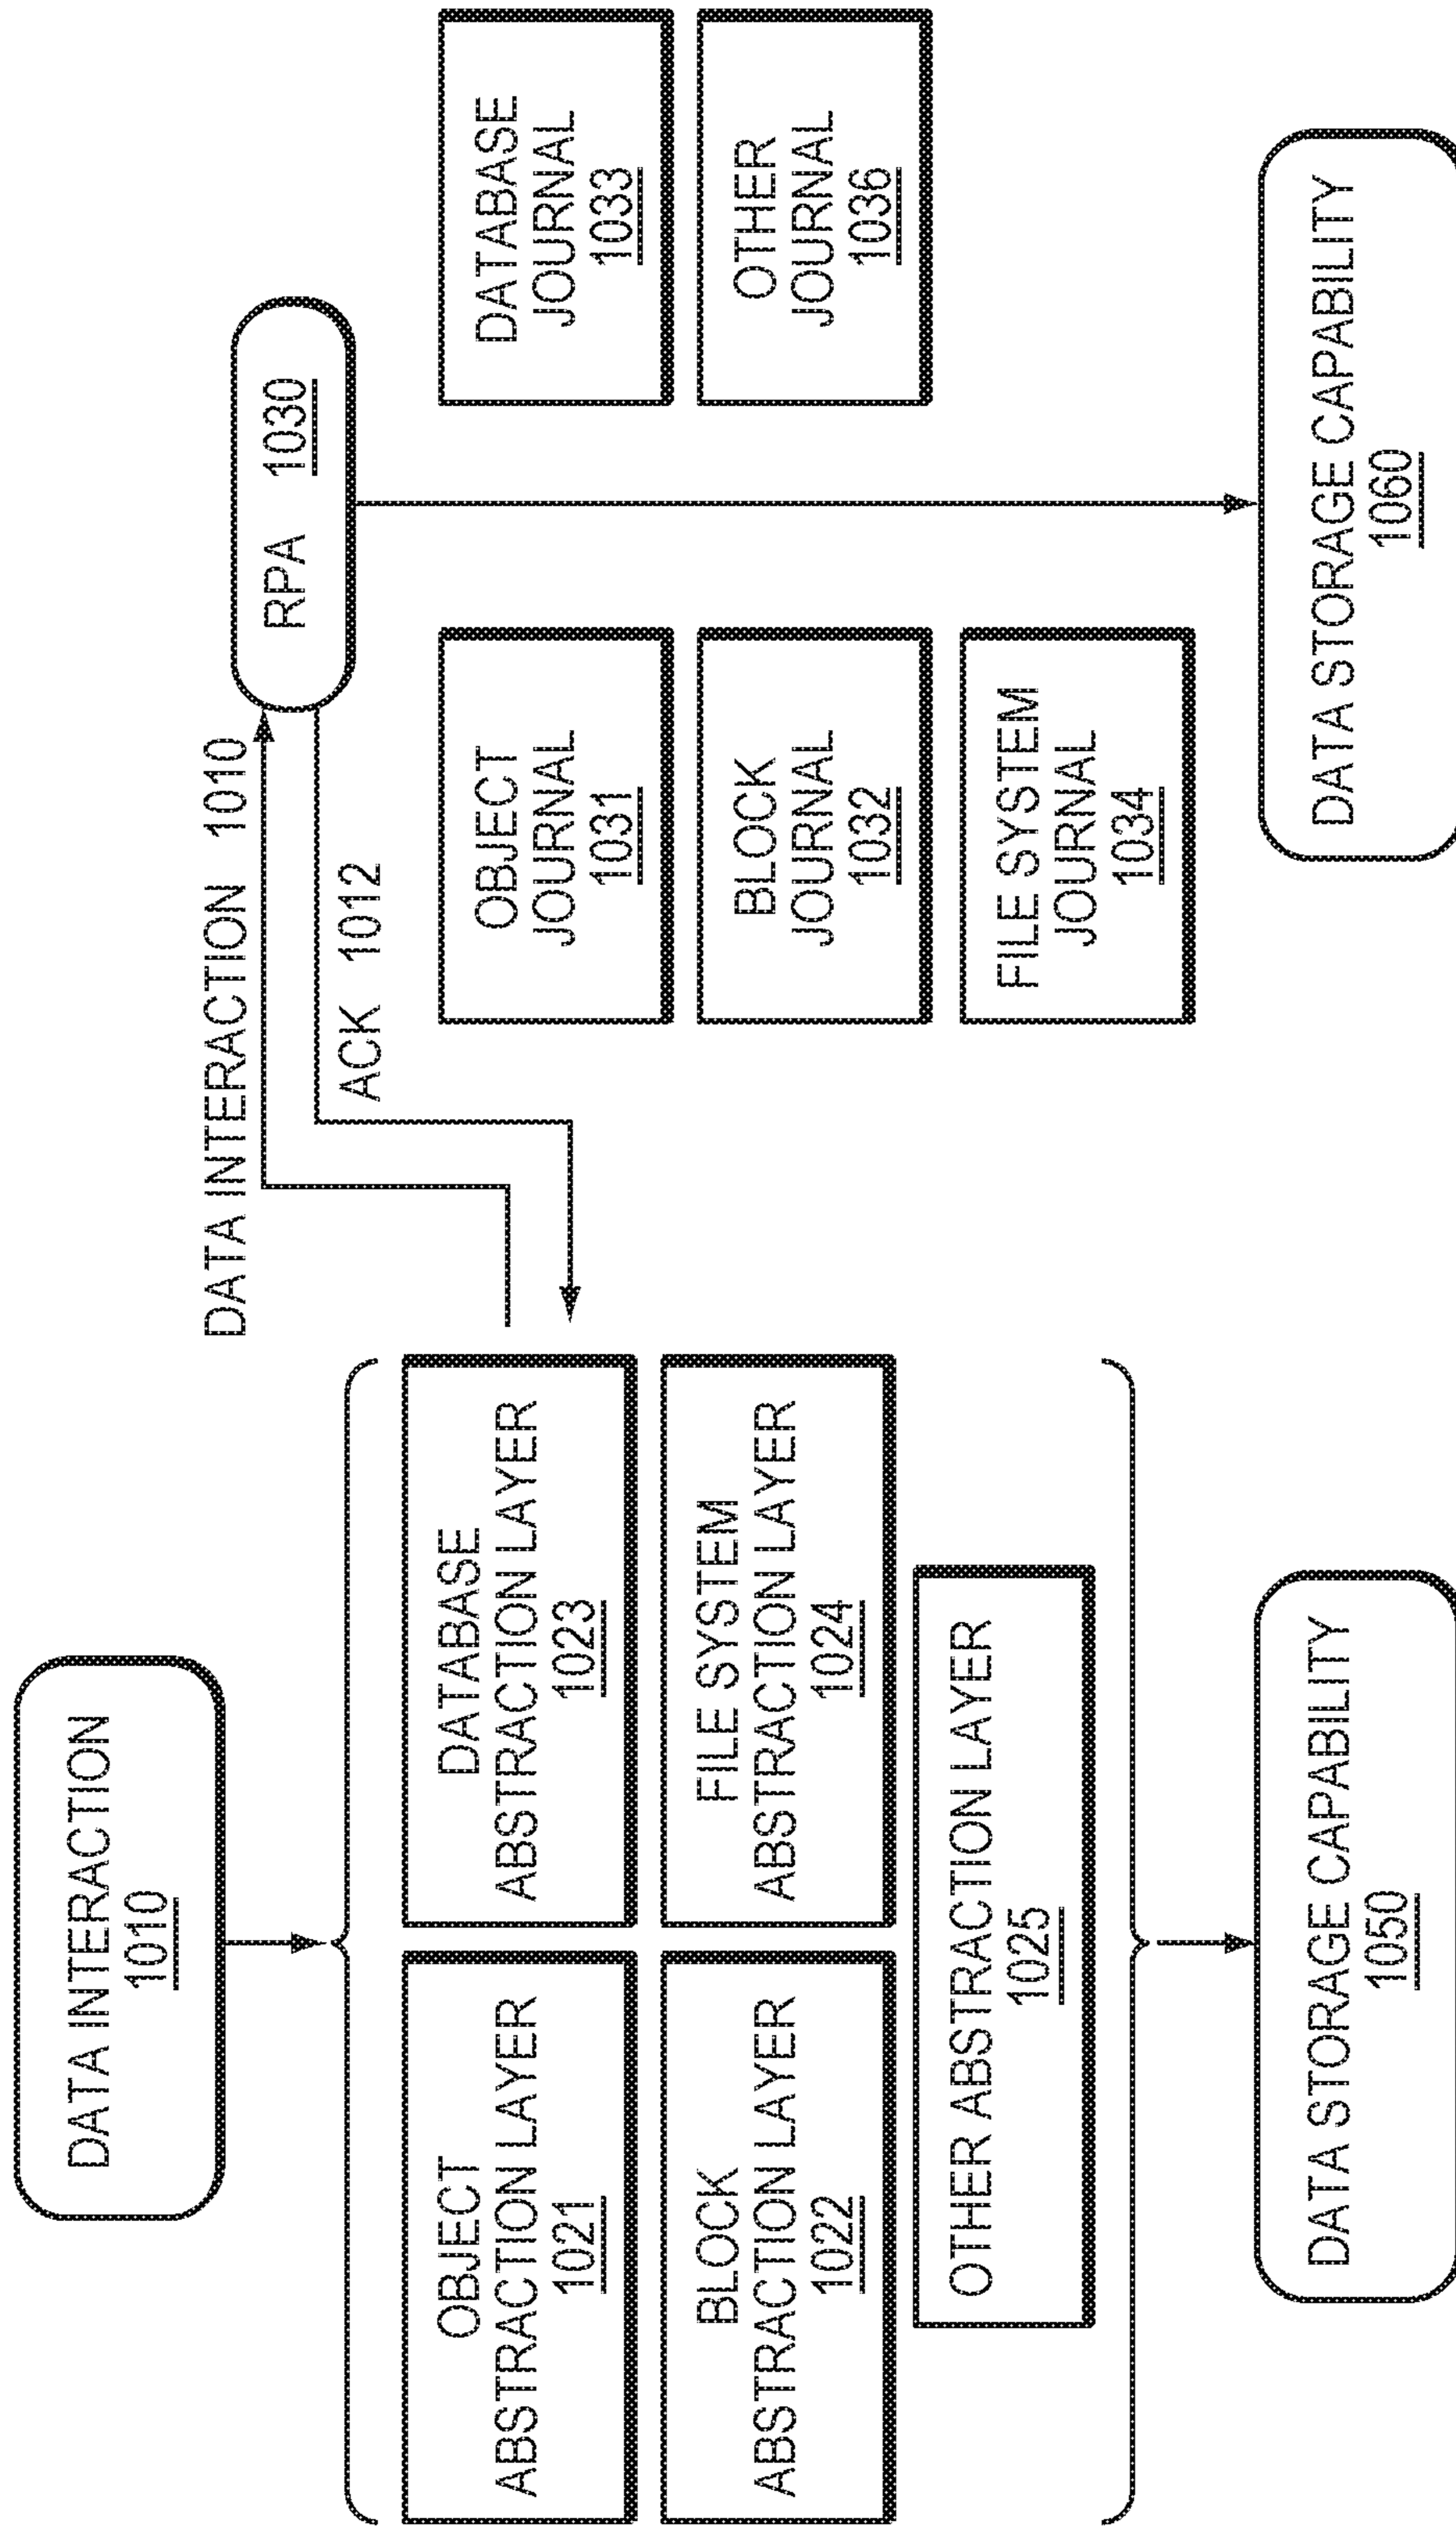 DATA INTERACTION
1010
OBJECT
ABSTRACTION LAYER
1021
DATABASE
ABSTRACTION LAYER
1023
BLOCK
ABSTRACTION LAYER
1022
FILE SYSTEM
ABSTRACTION LAYER
1024
OTHER ABSTRACTION LAYER
1025
DATA STORAGE CAPABILITY
1050
DATA INTERACTION 1010
ACK 1012
RPA 1030
OBJECT
JOURNAL
1031
DATABASE
JOURNAL
1033
BLOCK
JOURNAL
1032
OTHER
JOURNAL
1036
FILE SYSTEM
JOURNAL
1034
DATA STORAGE CAPABILITY
1060